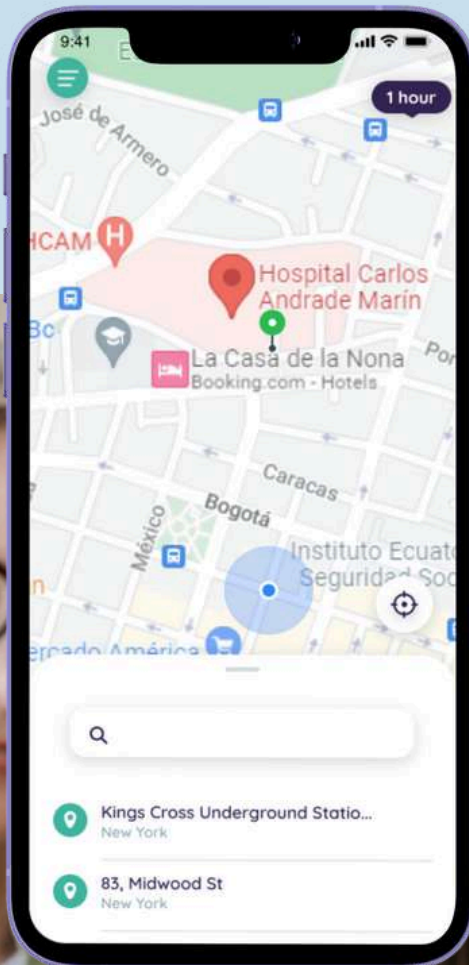 9:41
E
1 hour
José de Armero
HCAM
H
Hospital Carlos
Andrade Marín
Bc
La Casa de la Nona
Booking.com - Hotels
Por
Caracas
Bogotá
México
Instituto Ecuato
Seguridad Soc
n
ercado América
Kings Cross Underground Statio...
New York
83, Midwood St
New York